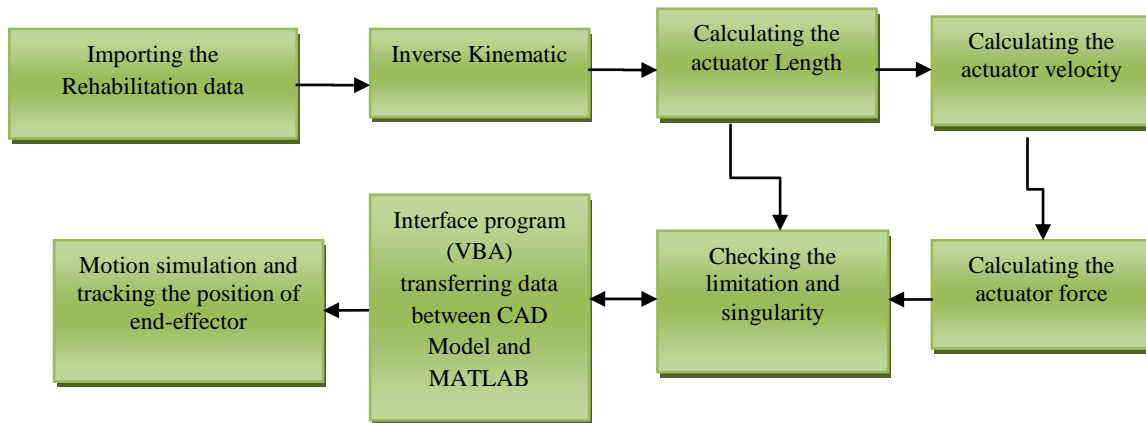 Importing the
Rehabilitation data
Inverse Kinematic
Calculating the
actuator Length
Calculating the
actuator velocity
Motion simulation and
tracking the position of
end-effector
Interface program
(VBA)
transferring data
between CAD
Model and
MATLAB
Checking the
limitation and
singularity
Calculating the
actuator force